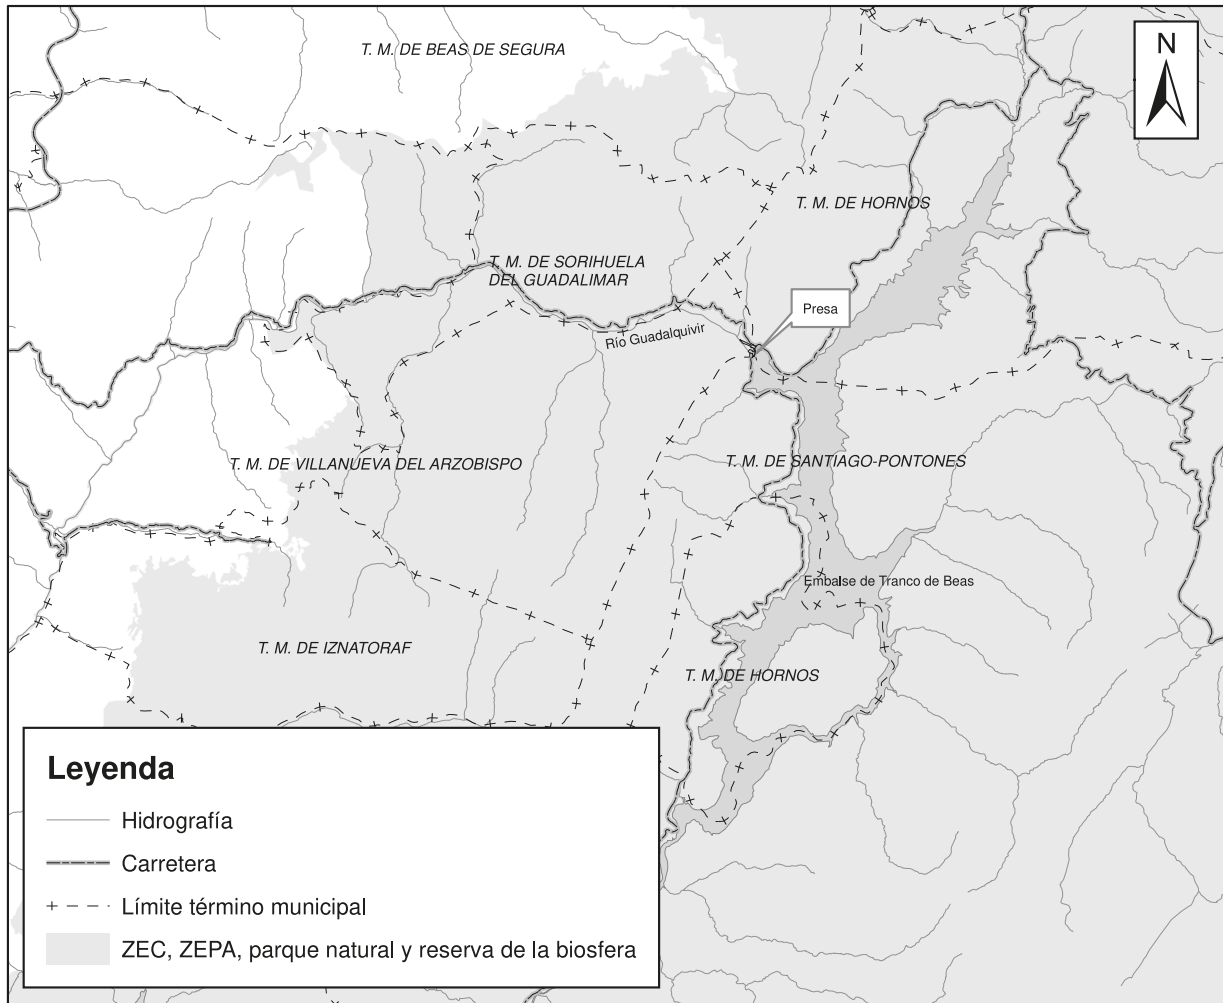 T. M. DE BEAS DE SEGURA
N
T. M. DE HORNOS
T. M. DE SORIHUELA
DEL GUADALIMAR
Presa
Río Guadalquivir
T. M. DE VILLANUEVA DEL ARZOBISPO
T. M. DE SANTIAGO-PONTONES
Embalse de Tranco de Beas
T. M. DE IZNATORAF
T. M. DE HORNOS
Leyenda
Hidrografía
Carretera
Límite término municipal
ZEC, ZEPA, parque natural y reserva de la biosfera